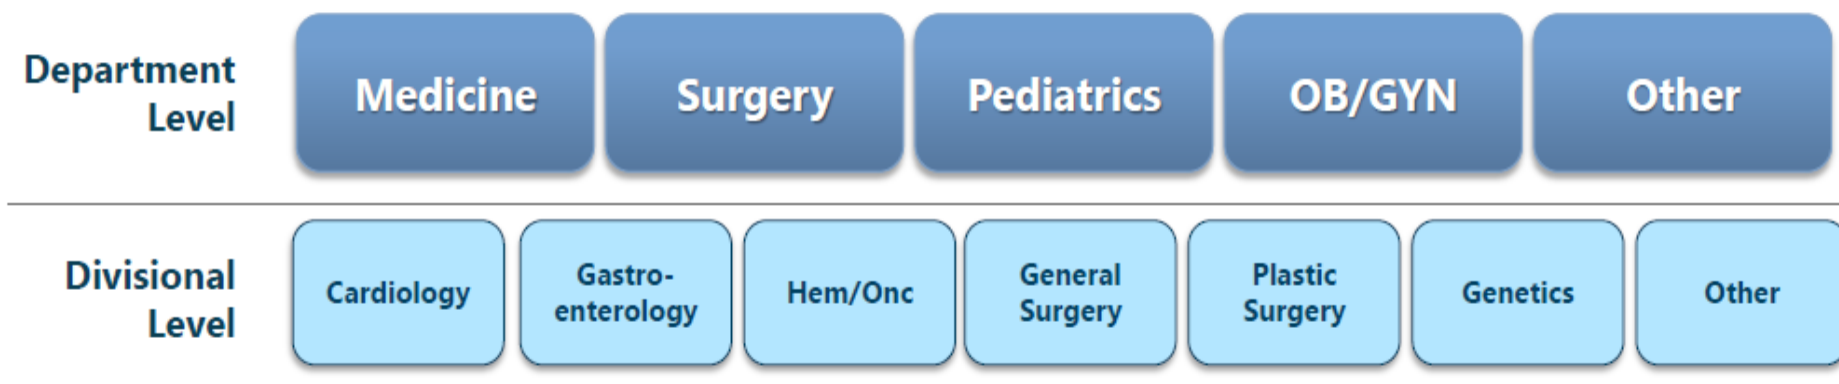 Department
Level
Medicine
Surgery
Pediatrics
OB/GYN
Other
Divisional
Level
Cardiology
Gastro-
enterology
Hem/Onc
General
Surgery
Plastic
Surgery
Genetics
Other